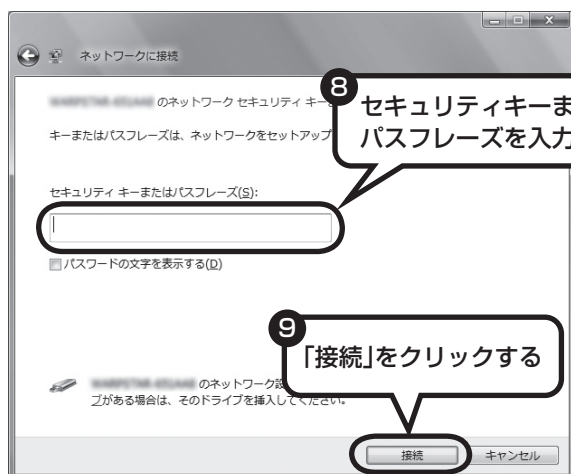 ネットワークに接続
のネットワーク セキュリティ キー
キーまたはパスフレーズは、ネットワークをセットアップ
8
セキュリティキーま
パスフレーズを入力
セキュリティ キーまたはパスフレーズ(S):
パスワードの文字を表示する(D)
9
「接続」をクリックする
のネットワーク設
ブがある場合は、そのドライブを挿入してください。
接続
キャンセル